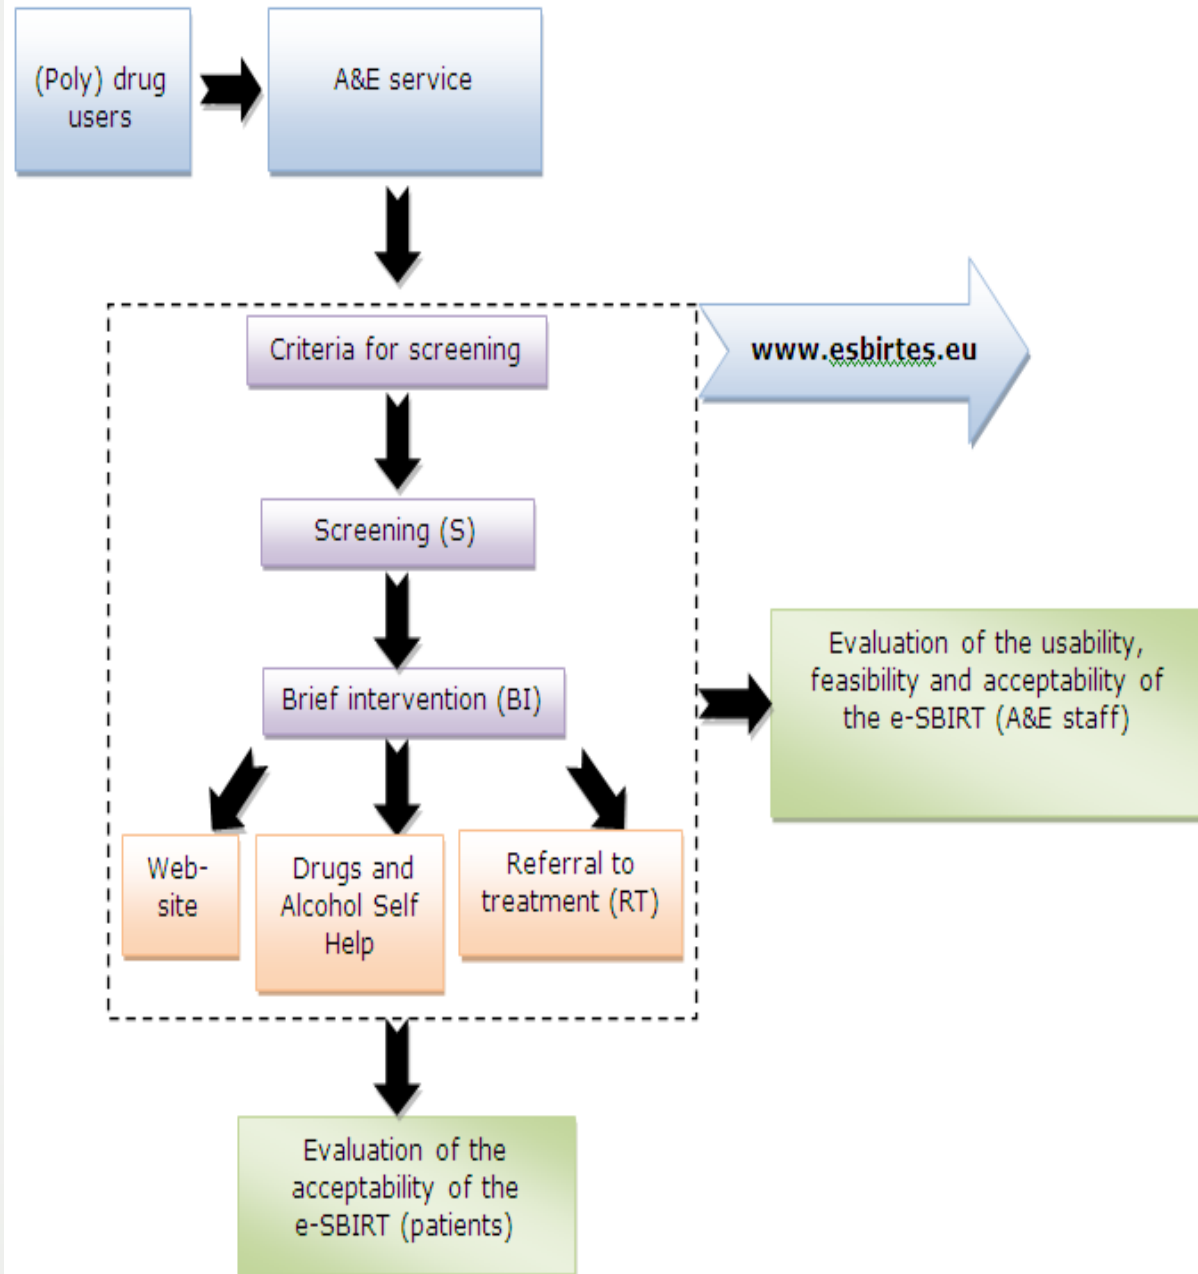 (Poly) drug
users
A&E service
Criteria for screening
www.esbirtes.eu
Screening (S)
Brief intervention (BI)
Evaluation of the usability,
feasibility and acceptability of
the e-SBIRT (A&E staff)
Web-
site
Drugs and
Alcohol Self
Help
Referral to
treatment (RT)
Evaluation of the
acceptability of the
e-SBIRT (patients)